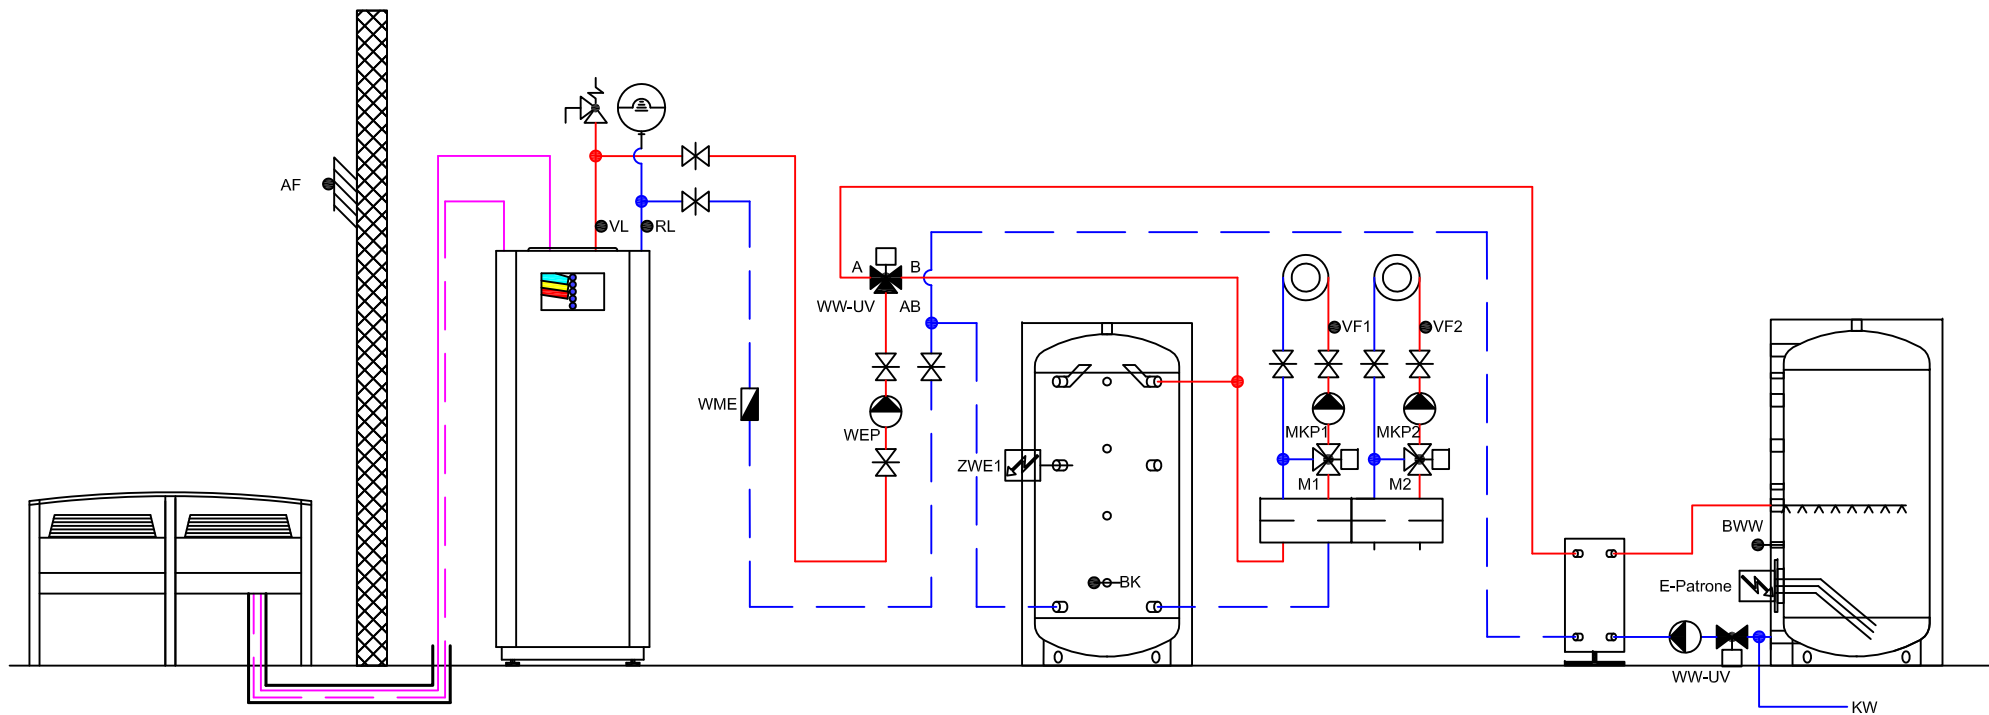 AF
VL
RL
A
B
WW-UV
AB
VF1
VF2
WME
WEP
MKP1
MKP2
ZWE1
M1
M2
BWW
BK
E-Patrone
WW-UV
KW